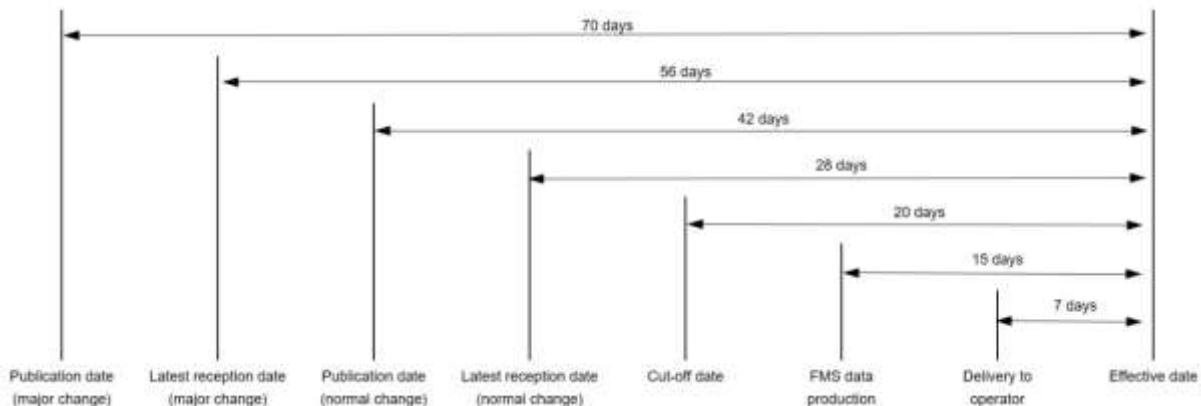 70 days
56 days
42 days
28 days
20 days
15 days
7 days
Publication date
(major change)
Latest reception date
(major change)
Publication date
(normal change)
Latest reception date
(normal change)
Cut-off date
FMS data
production
Delivery to
operator
Effective date